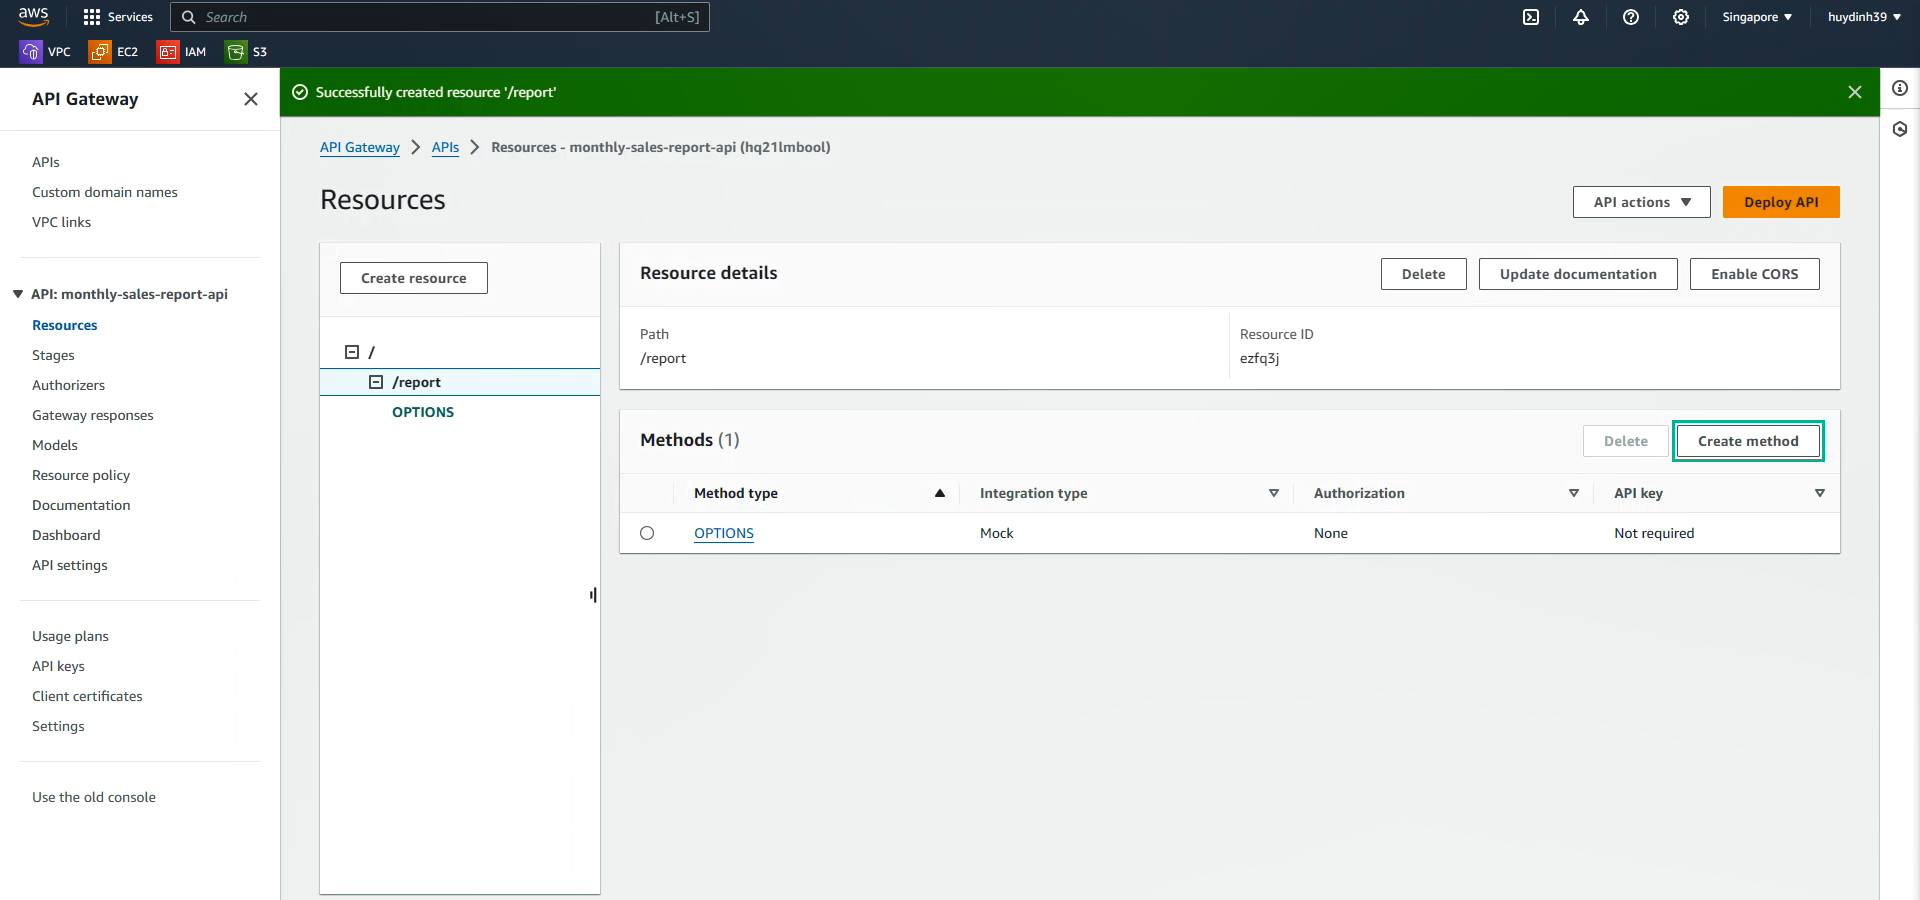 aws
Services
Search
[Alt+S]
Singapore
huydinh39
VPC
EC2
IAM
S3
API Gateway
Successfully created resource '/report'
APIs
Custom domain names
VPC links
API: monthly-sales-report-api
Resources
Stages
Authorizers
Gateway responses
Models
Resource policy
Documentation
Dashboard
API settings
Usage plans
API keys
Client certificates
Settings
Use the old console
API Gateway
APIs
Resources - monthly-sales-report-api (hq21lmbool)
Resources
API actions
Deploy API
Create resource
/
/report
OPTIONS
Resource details
Delete
Update documentation
Enable CORS
Path
/report
Resource ID
ezfq3j
Methods (1)
Delete
Create method
Method type
Integration type
Authorization
API key
OPTIONS
Mock
None
Not required